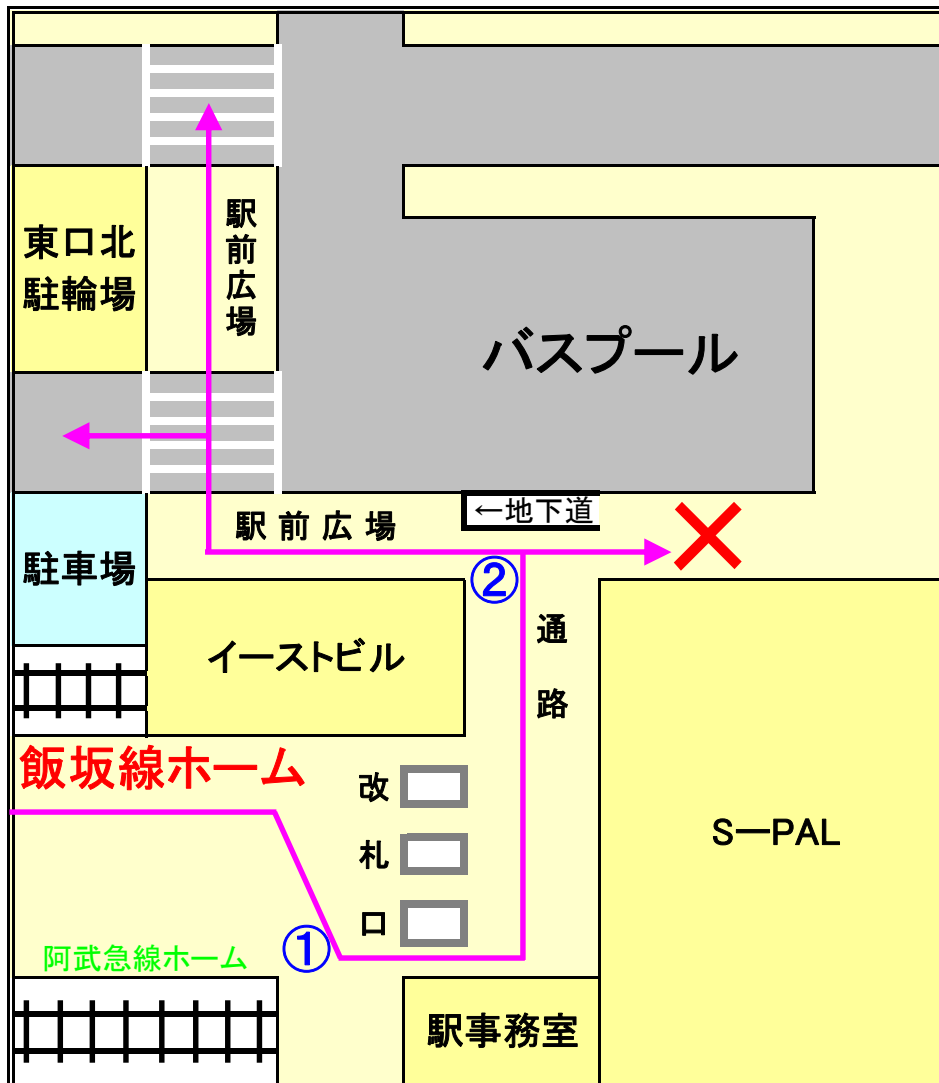 東口北
駐輪場
駅前広場
バスプール
←地下道
駅前広場
駐車場
②
通路
イーストビル
飯坂線ホーム
改札口
SーPAL
①
阿武急線ホーム
駅事務室